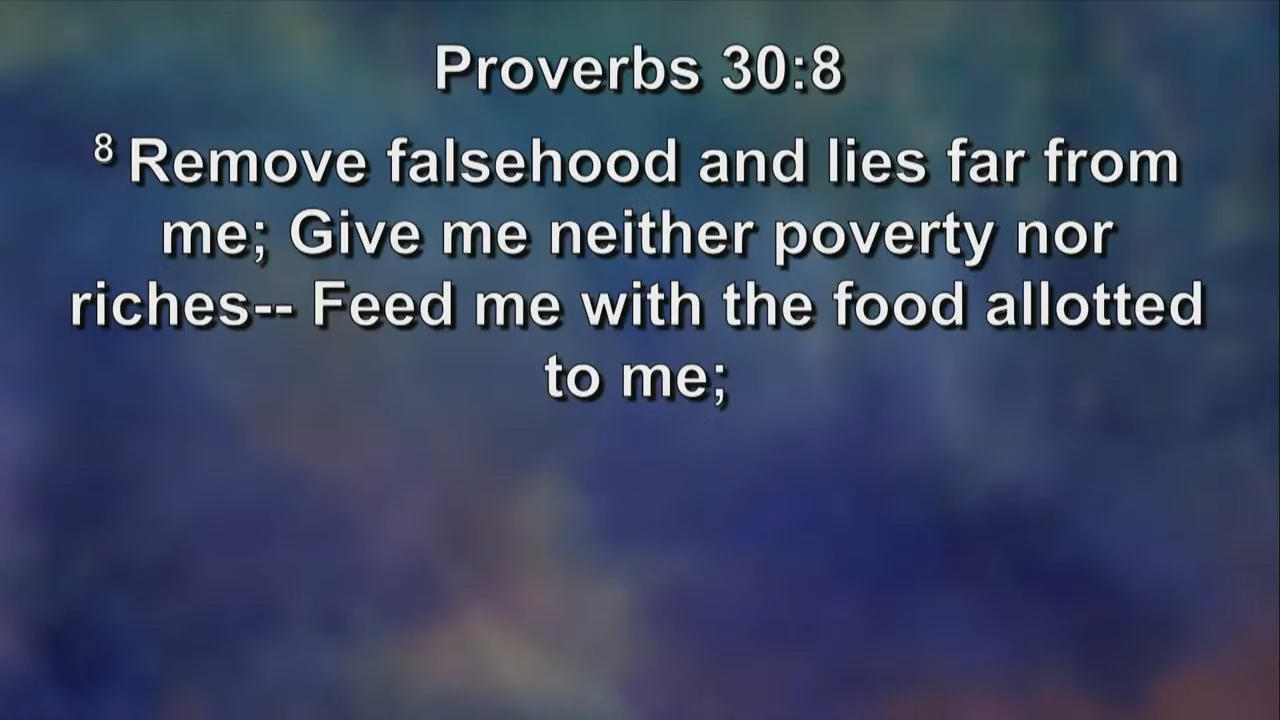 Proverbs 30:8
8 Remove falsehood and lies far from
me; Give me neither poverty nor
riches-- Feed me with the food allotted
to me;